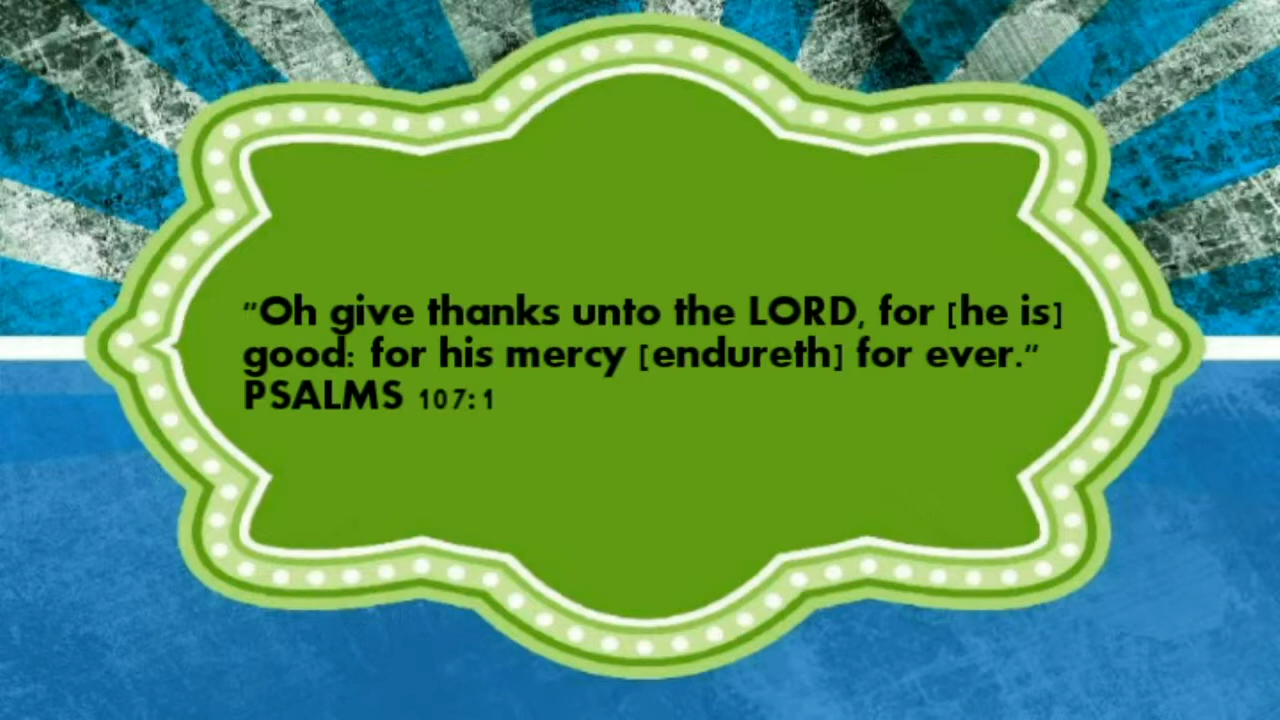 "Oh give thanks unto the LORD, for [he is]
good: for his mercy [endureth] for ever."
PSALMS 107:1